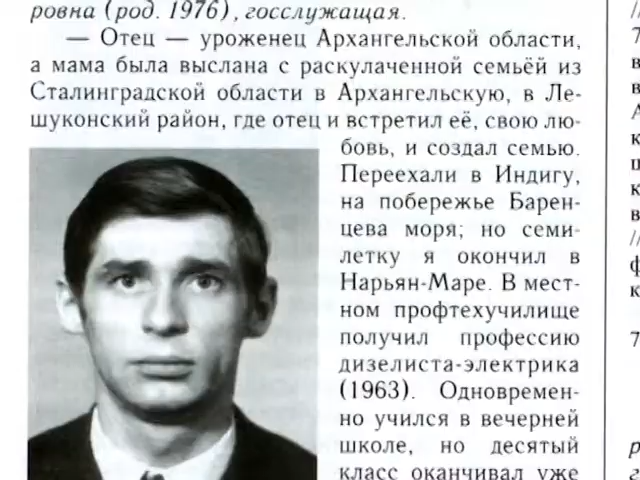 ровна (род. 1976), госслужащая.
— Отец — уроженец Архангельской области,
а мама была выслана с раскулаченной семьёй из
Сталинградской области в Архангельскую, в Ле-
шуконский район, где отец и встретил её, свою лю-
бовь, и создал семью.
Переехали в Индигу,
на побережье Барен-
цева моря; но семи-
летку я окончил в
Нарьян-Маре. В мест-
ном профтехучилище
получил профессию
дизелиста-электрика
(1963). Одновремен-
но учился в вечерней
школе, но десятый
класс оканчивал уже